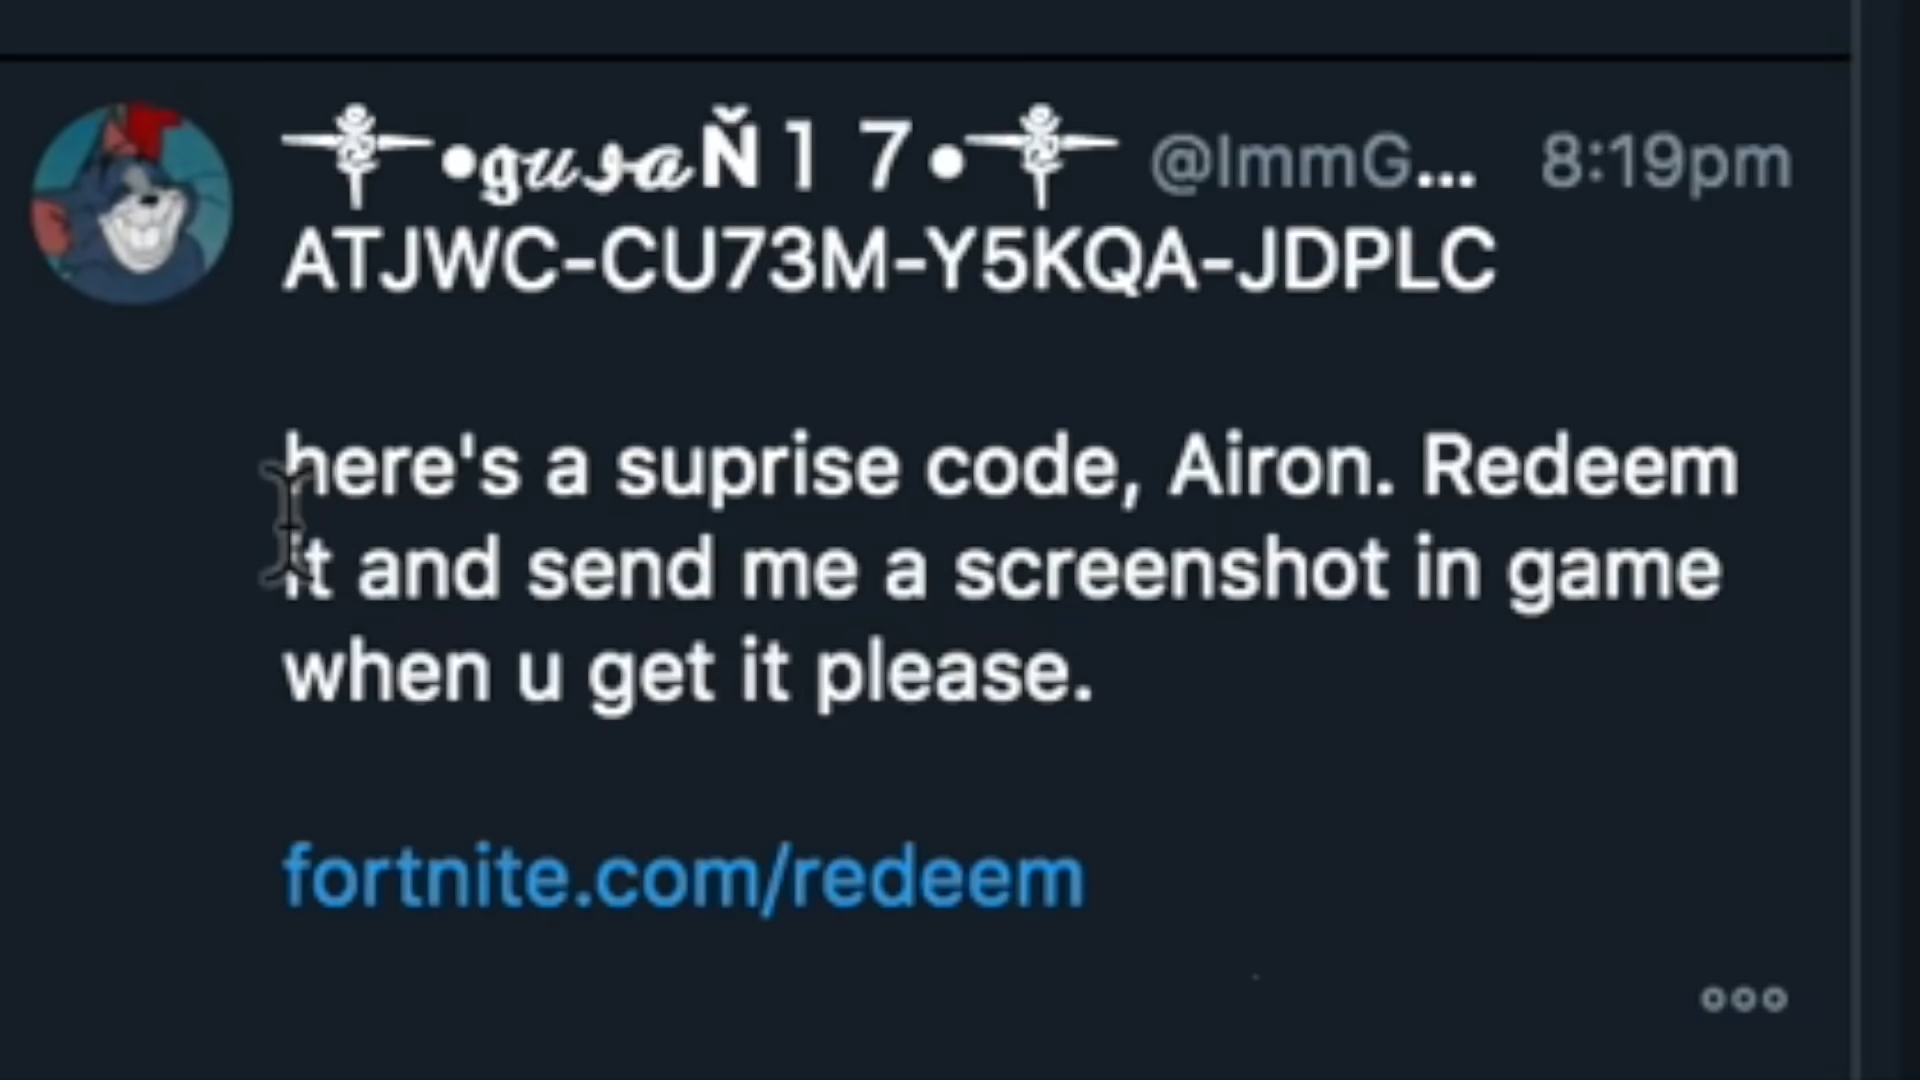 •𝖌𝓾𝓈𝒶Ň１７• @ImmG... 8:19pm
ATJWC-CU73M-Y5KQA-JDPLC
here's a suprise code, Airon. Redeem
it and send me a screenshot in game
when u get it please.
fortnite.com/redeem